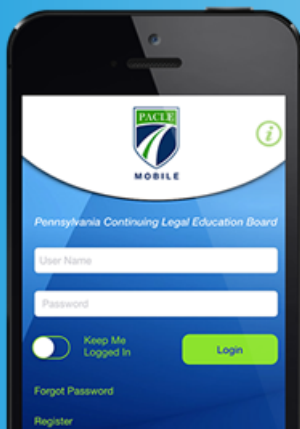 PACLE
MOBILE
i
Pennsylvania Continuing Legal Education Board
User Name
Password
Keep Me
Logged In
Login
Forgot Password
Register